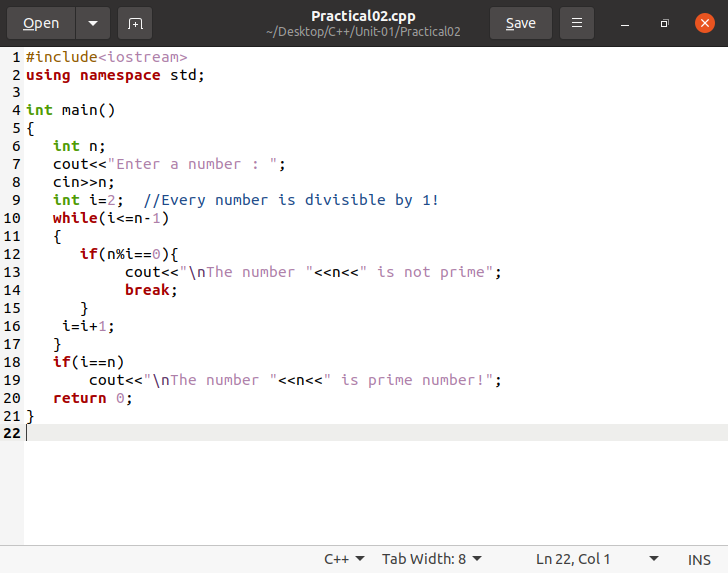 Open
Practical02.cpp
~/Desktop/C++/Unit-01/Practical02
Save
1 #include<iostream>
2 using namespace std;
3
4 int main()
5 {
6    int n;
7    cout<<"Enter a number : ";
8    cin>>n;
9    int i=2;  //Every number is divisible by 1!
10    while(i<=n-1)
11    {
12       if(n%i==0){
13            cout<<"\nThe number "<<n<<" is not prime";
14            break;
15       }
16     i=i+1;
17    }
18    if(i==n)
19        cout<<"\nThe number "<<n<<" is prime number!";
20    return 0;
21 }
22
C++ Tab Width: 8 Ln 22, Col 1 INS